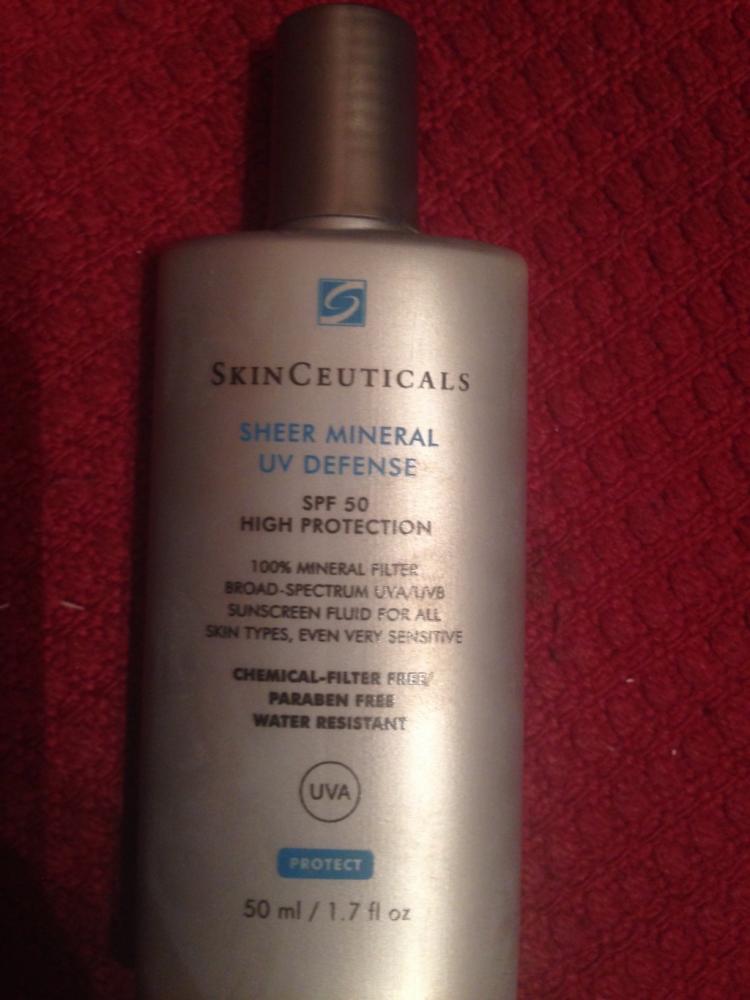 SKINCEUTICALS
SHEER MINERAL
UV DEFENSE
SPF 50
HIGH PROTECTION
100% MINERAL FILTER
BROAD-SPECTRUM UVA/UVB
SUNSCREEN FLUID FOR ALL
SKIN TYPES, EVEN VERY SENSITIVE
CHEMICAL-FILTER FREE/
PARABEN FREE
WATER RESISTANT
UVA
PROTECT
50 ml / 1.7 fl oz